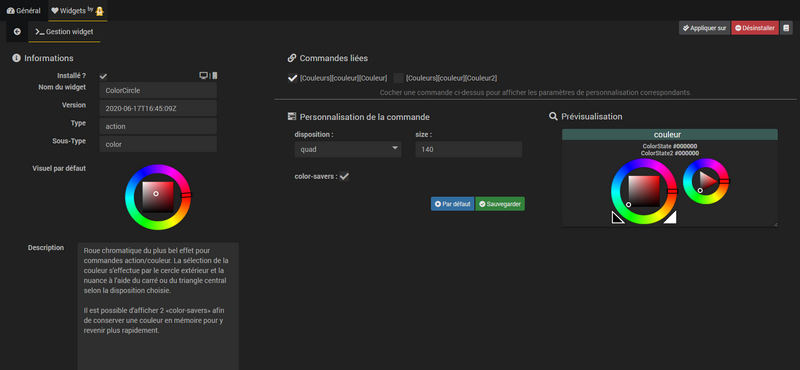 Général
Widgets by
Gestion widget
Appliquer sur
Désinstaller
Informations
Installé ?
|
Nom du widget
ColorCircle
Version
2020-06-17T16:45:09Z
Type
action
Sous-Type
color
Visuel par défaut
Description
Roue chromatique du plus bel effet pour
commandes action/couleur. La sélection de la
couleur s'effectue par le cercle extérieur et la
nuance à l'aide du carré ou du triangle central
selon la disposition choisie.
Il est possible d'afficher 2 «color-savers» afin
de conserver une couleur en mémoire pour y
revenir plus rapidement.
Commandes liées
[Couleurs][couleur][Couleur]
[Couleurs][couleur][Couleur2]
Cocher une commande ci-dessus pour afficher les paramètres de personnalisation correspondants.
Personnalisation de la commande
disposition :
size :
quad
140
color-savers :
Par défaut
Sauvegarder
Prévisualisation
couleur
ColorState #000000
ColorState2 #000000